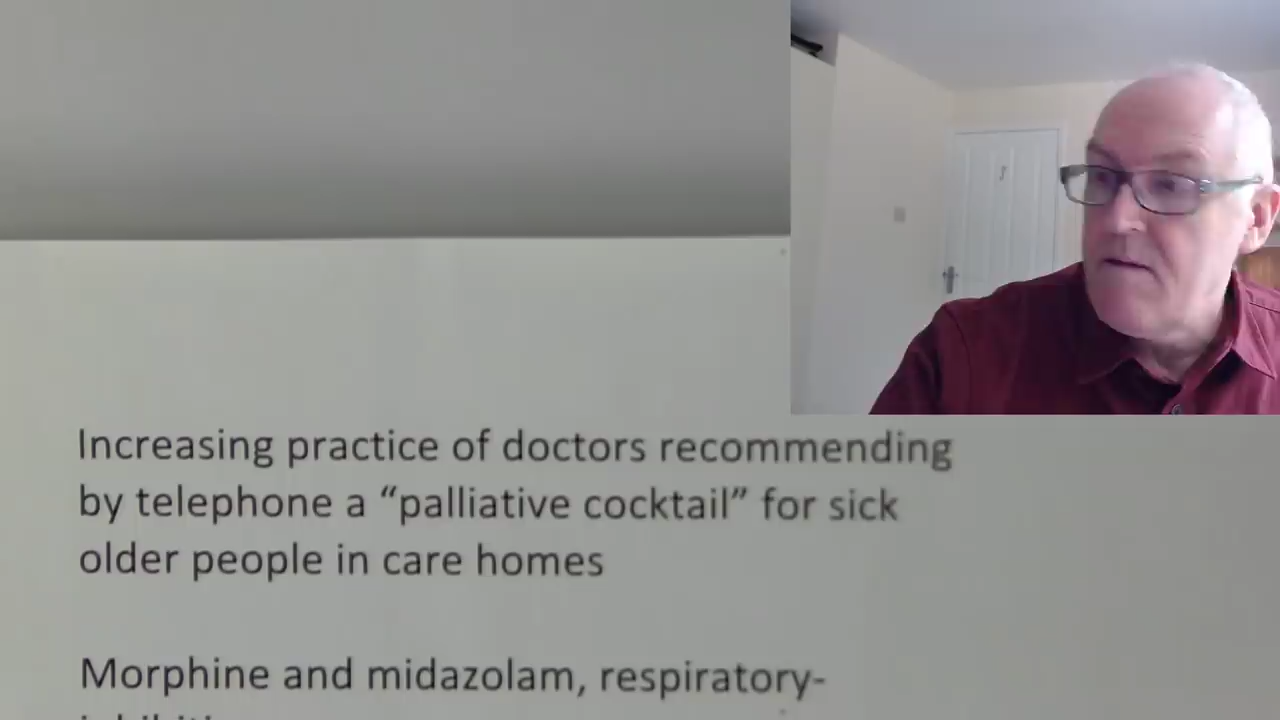 Increasing practice of doctors recommending
by telephone a “palliative cocktail” for sick
older people in care homes
Morphine and midazolam, respiratory-